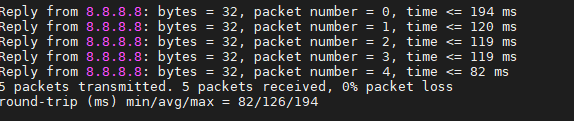 Reply from 8.8.8.8: bytes = 32, packet number = 0, time <= 194 ms
Reply from 8.8.8.8: bytes = 32, packet number = 1, time <= 120 ms
Reply from 8.8.8.8: bytes = 32, packet number = 2, time <= 119 ms
Reply from 8.8.8.8: bytes = 32, packet number = 3, time <= 119 ms
Reply from 8.8.8.8: bytes = 32, packet number = 4, time <= 82 ms
5 packets transmitted. 5 packets received, 0% packet loss
round-trip (ms) min/avg/max = 82/126/194